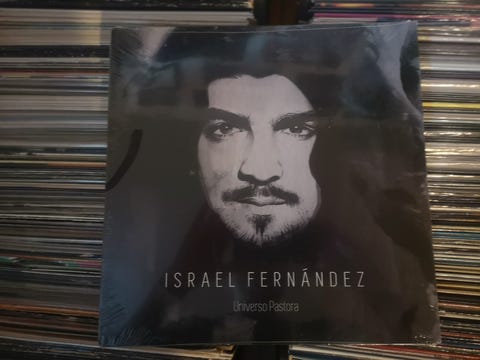 ISRAEL FERNÁNDEZ
Universo Pastora